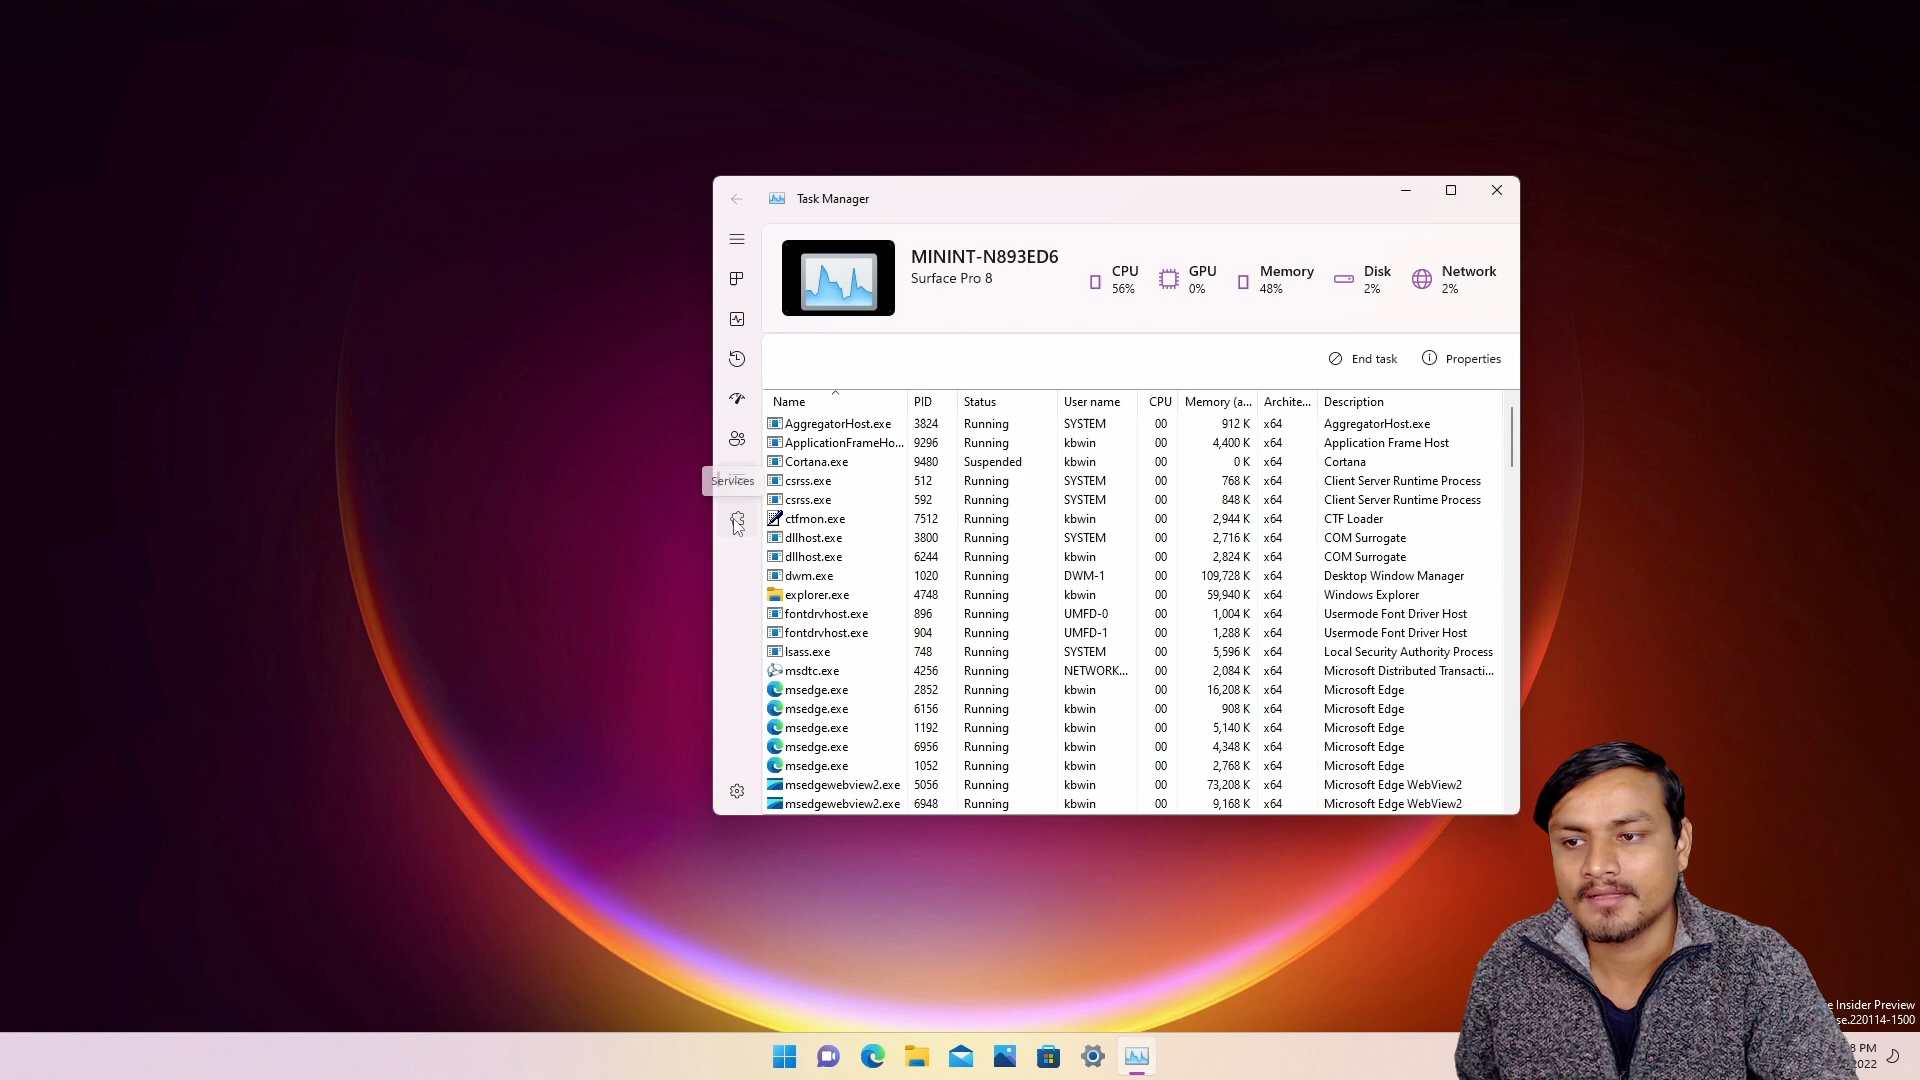 Task Manager
MININT-N893ED6
Surface Pro 8
CPU 56%
GPU 0%
Memory 48%
Disk 2%
Network 2%
End task Properties
Services
Name PID Status User name CPU Memory (a... Archite... Description
AggregatorHost.exe 3824 Running SYSTEM 00 912 K x64 AggregatorHost.exe
ApplicationFrameHo... 9296 Running kbwin 00 4,400 K x64 Application Frame Host
Cortana.exe 9480 Suspended kbwin 00 0 K x64 Cortana
csrss.exe 512 Running SYSTEM 00 768 K x64 Client Server Runtime Process
csrss.exe 592 Running SYSTEM 00 848 K x64 Client Server Runtime Process
ctfmon.exe 7512 Running kbwin 00 2,944 K x64 CTF Loader
dllhost.exe 3800 Running SYSTEM 00 2,716 K x64 COM Surrogate
dllhost.exe 6244 Running kbwin 00 2,824 K x64 COM Surrogate
dwm.exe 1020 Running DWM-1 00 109,728 K x64 Desktop Window Manager
explorer.exe 4748 Running kbwin 00 59,940 K x64 Windows Explorer
fontdrvhost.exe 896 Running UMFD-0 00 1,004 K x64 Usermode Font Driver Host
fontdrvhost.exe 904 Running UMFD-1 00 1,288 K x64 Usermode Font Driver Host
lsass.exe 748 Running SYSTEM 00 5,596 K x64 Local Security Authority Process
msdtc.exe 4256 Running NETWORK... 00 2,084 K x64 Microsoft Distributed Transacti...
msedge.exe 2852 Running kbwin 00 16,208 K x64 Microsoft Edge
msedge.exe 6156 Running kbwin 00 908 K x64 Microsoft Edge
msedge.exe 1192 Running kbwin 00 5,140 K x64 Microsoft Edge
msedge.exe 6956 Running kbwin 00 4,348 K x64 Microsoft Edge
msedge.exe 1052 Running kbwin 00 2,768 K x64 Microsoft Edge
msedgewebview2.exe 5056 Running kbwin 00 73,208 K x64 Microsoft Edge WebView2
msedgewebview2.exe 6948 Running kbwin 00 9,168 K x64 Microsoft Edge WebView2
e Insider Preview
se.220114-1500
8 PM
2022